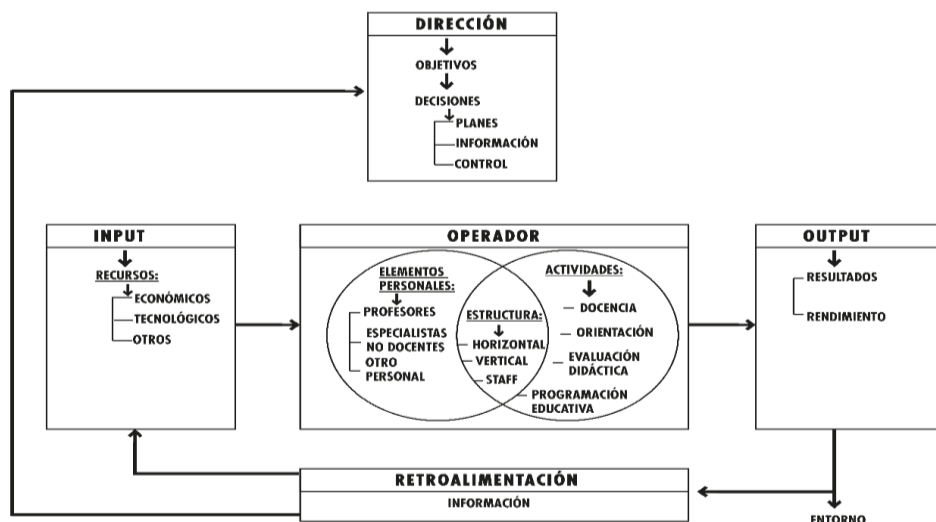 DIRECCIÓN
OBJETIVOS
DECISIONES
PLANES
INFORMACIÓN
CONTROL
INPUT
RECURSOS:
ECONÓMICOS
TECNOLÓGICOS
OTROS
OPERADOR
ELEMENTOS
PERSONALES:
PROFESORES
ESPECIALISTAS
NO DOCENTES
OTRO
PERSONAL
ESTRUCTURA:
HORIZONTAL
VERTICAL
STAFF
ACTIVIDADES:
DOCENCIA
ORIENTACIÓN
EVALUACIÓN
DIDÁCTICA
PROGRAMACIÓN
EDUCATIVA
OUTPUT
RESULTADOS
RENDIMIENTO
RETROALIMENTACIÓN
INFORMACIÓN
ENTORNO